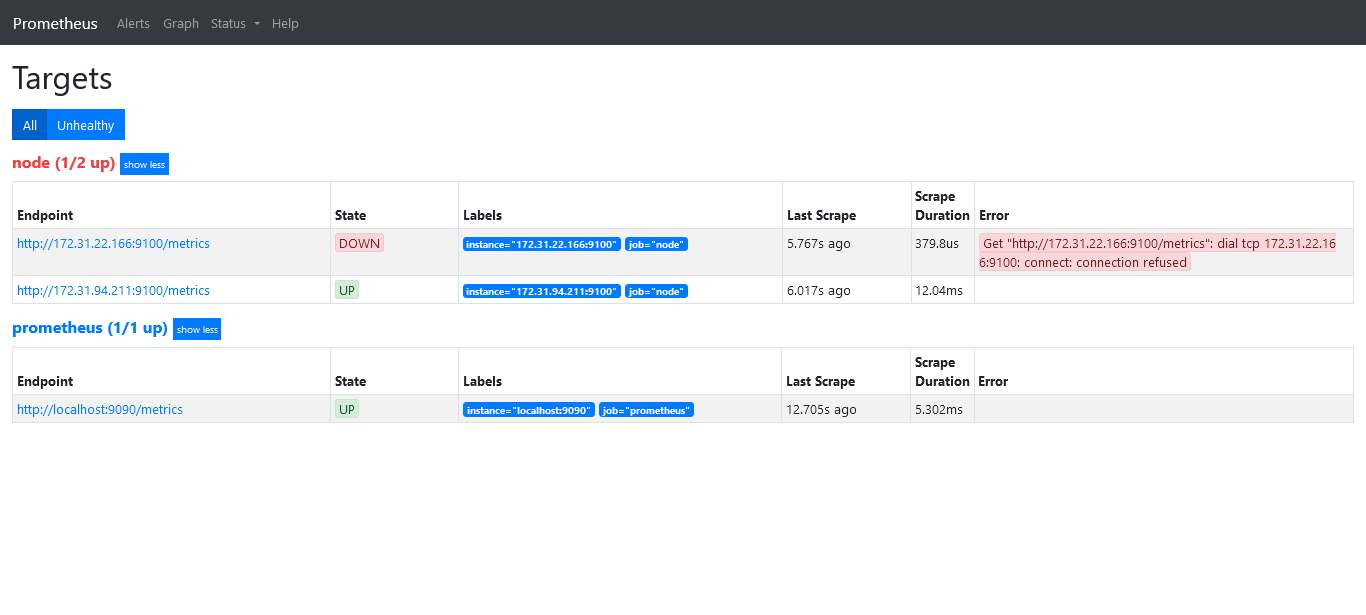 Prometheus Alerts Graph Status Help
Targets
All Unhealthy
node (1/2 up) show less
Endpoint State Labels Last Scrape Scrape Duration Error
http://172.31.22.166:9100/metrics DOWN instance="172.31.22.166:9100" job="node" 5.767s ago 379.8us Get "http://172.31.22.166:9100/metrics": dial tcp 172.31.22.16
6:9100: connect: connection refused
http://172.31.94.211:9100/metrics UP instance="172.31.94.211:9100" job="node" 6.017s ago 12.04ms
prometheus (1/1 up) show less
Endpoint State Labels Last Scrape Scrape Duration Error
http://localhost:9090/metrics UP instance="localhost:9090" job="prometheus" 12.705s ago 5.302ms